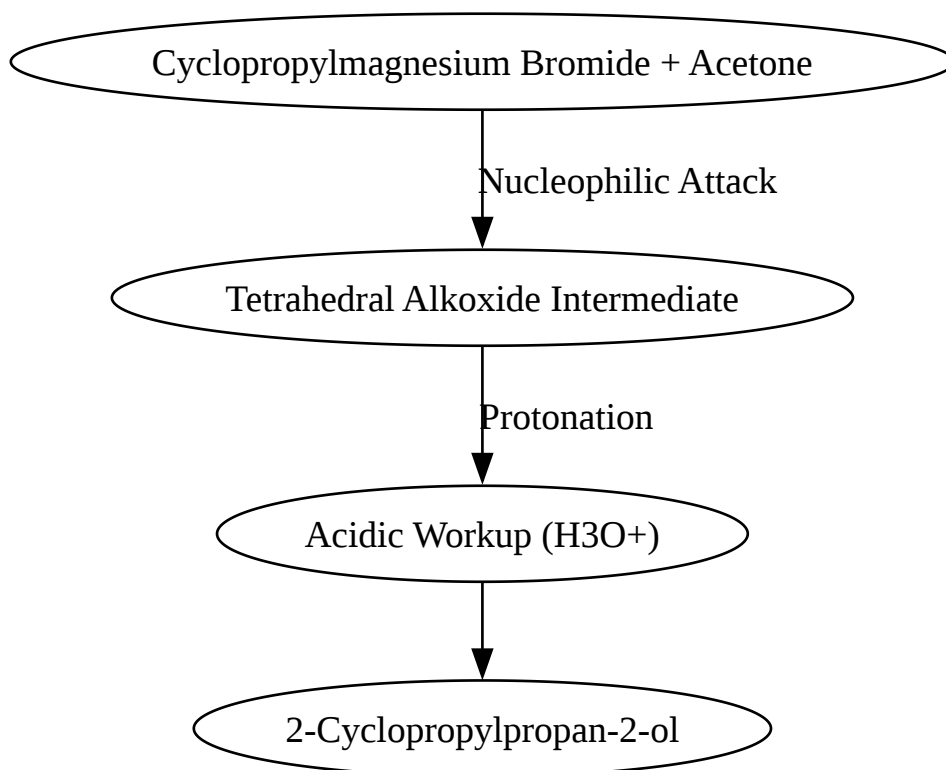 Cyclopropylmagnesium Bromide + Acetone
Nucleophilic Attack
Tetrahedral Alkoxide Intermediate
Protonation
Acidic Workup (H3O+)
2-Cyclopropylpropan-2-ol